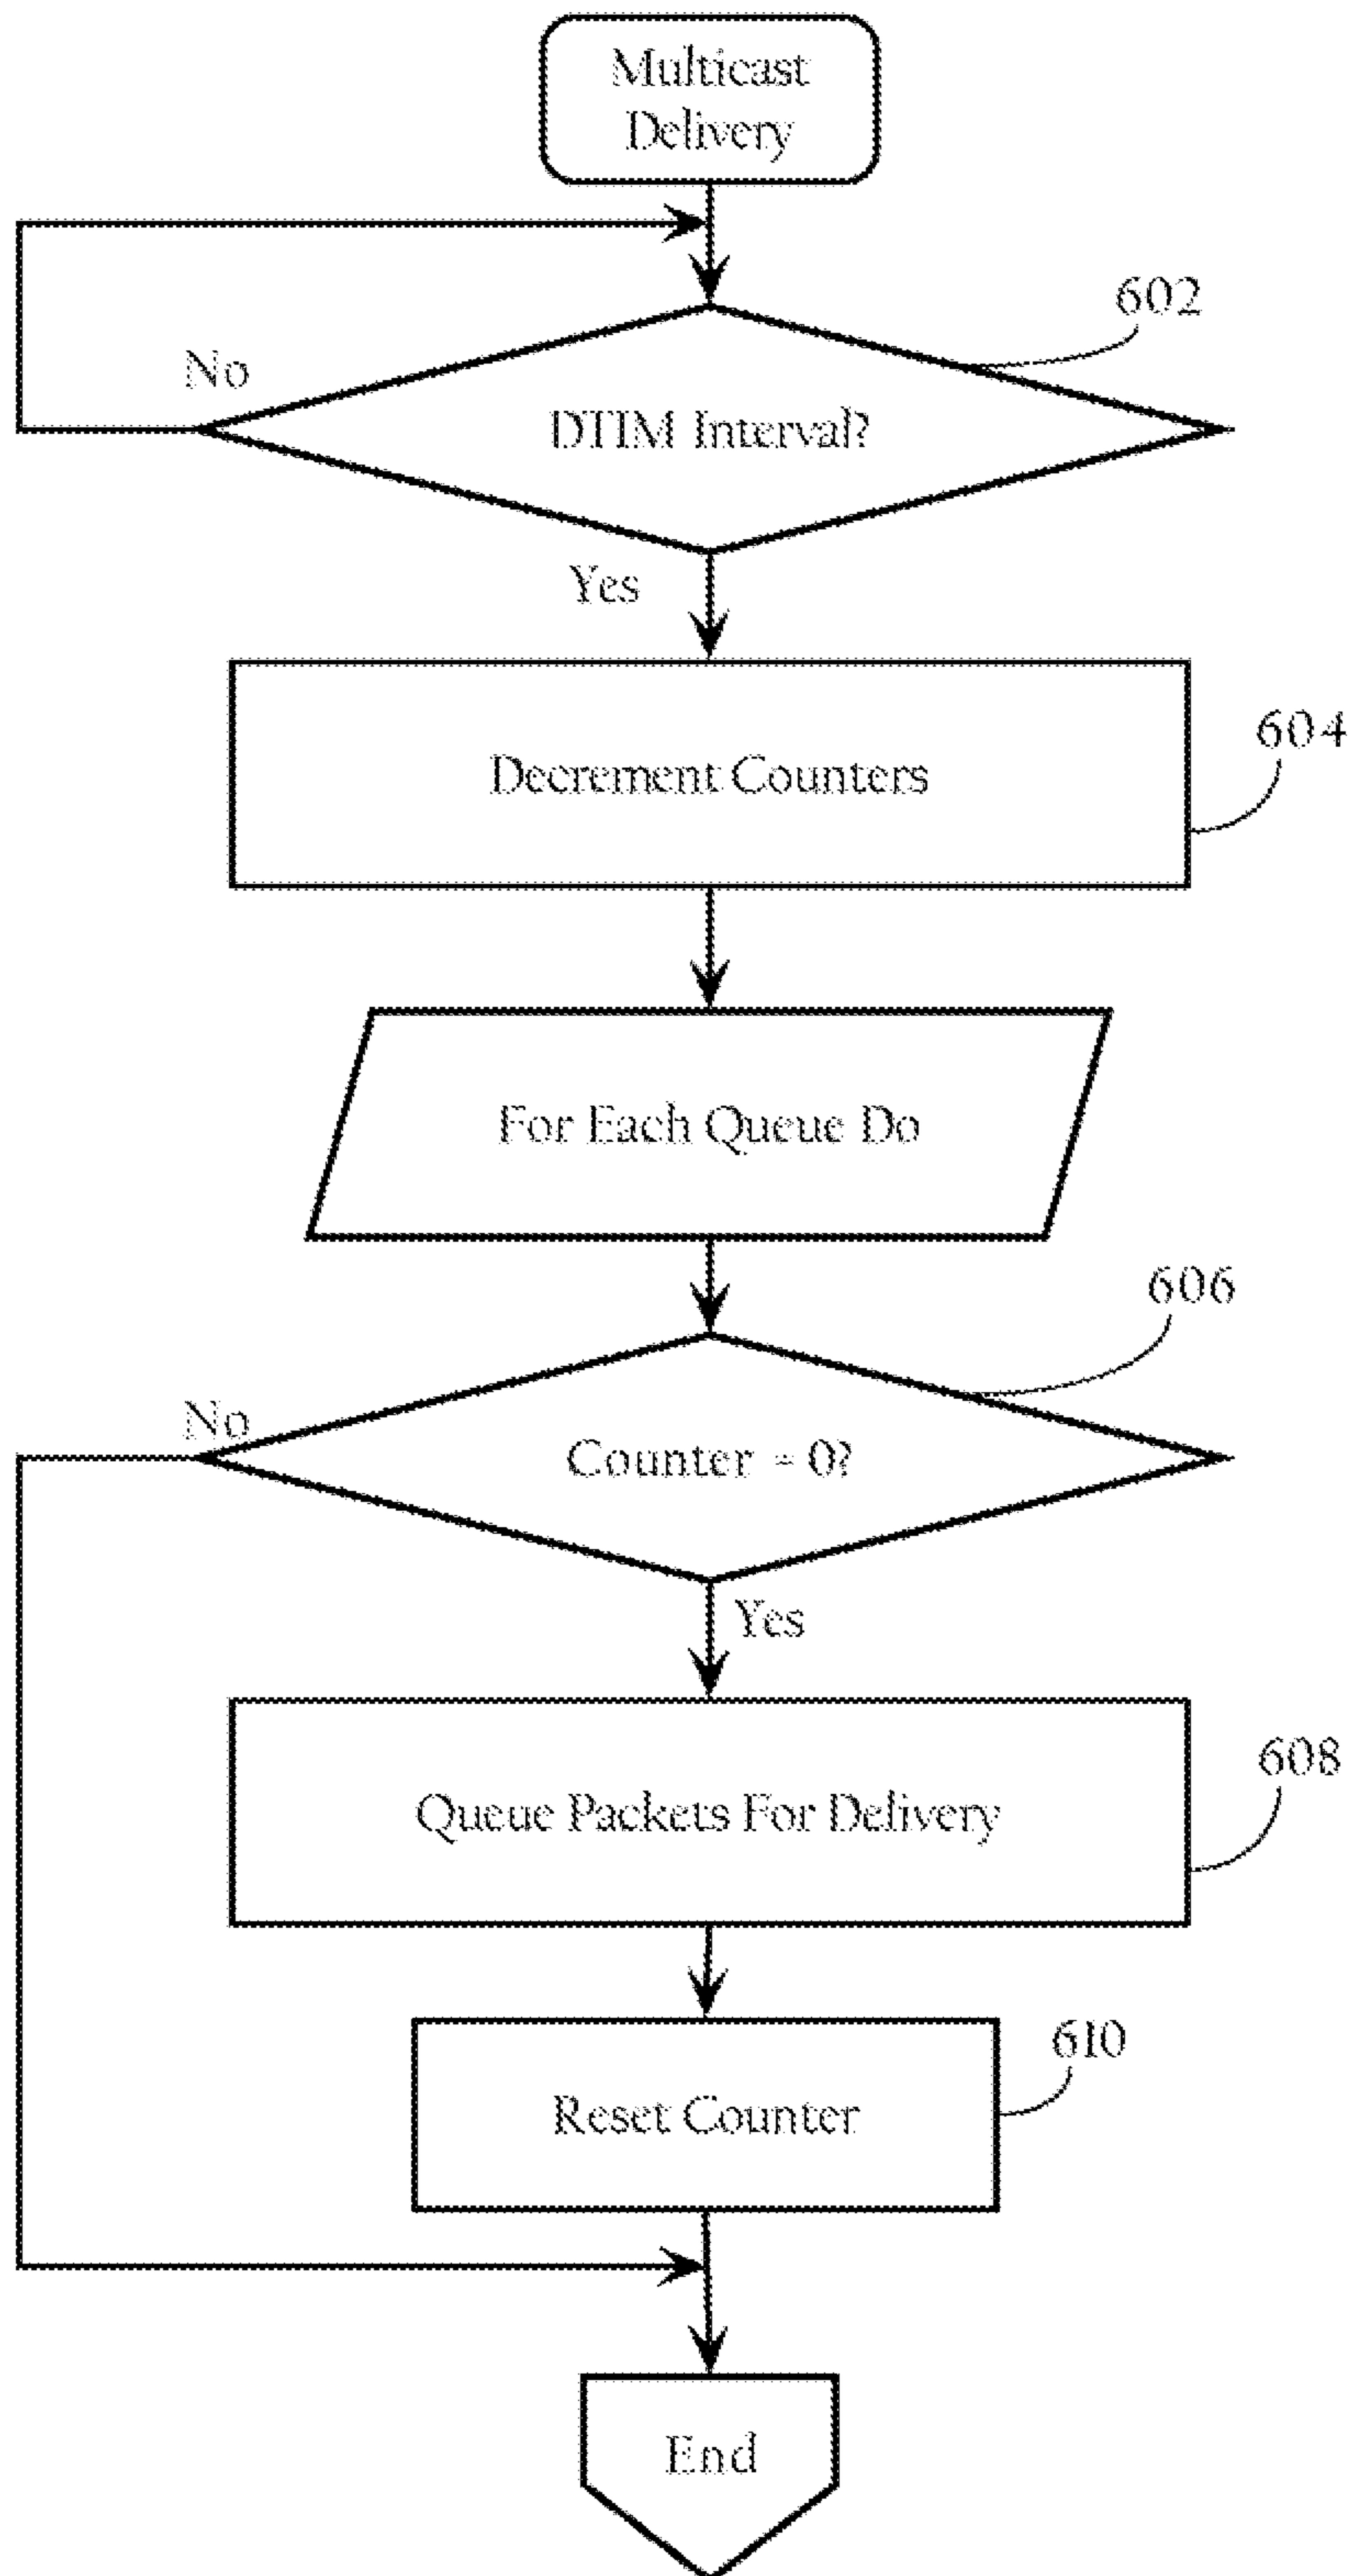 Multicast
Delivery
602
No
DTIM Interval?
Yes
604
Decrement Counters
For Each Queue Do
606
No
Counter = 0?
Yes
608
Queue Packets For Delivery
610
Reset Counter
End